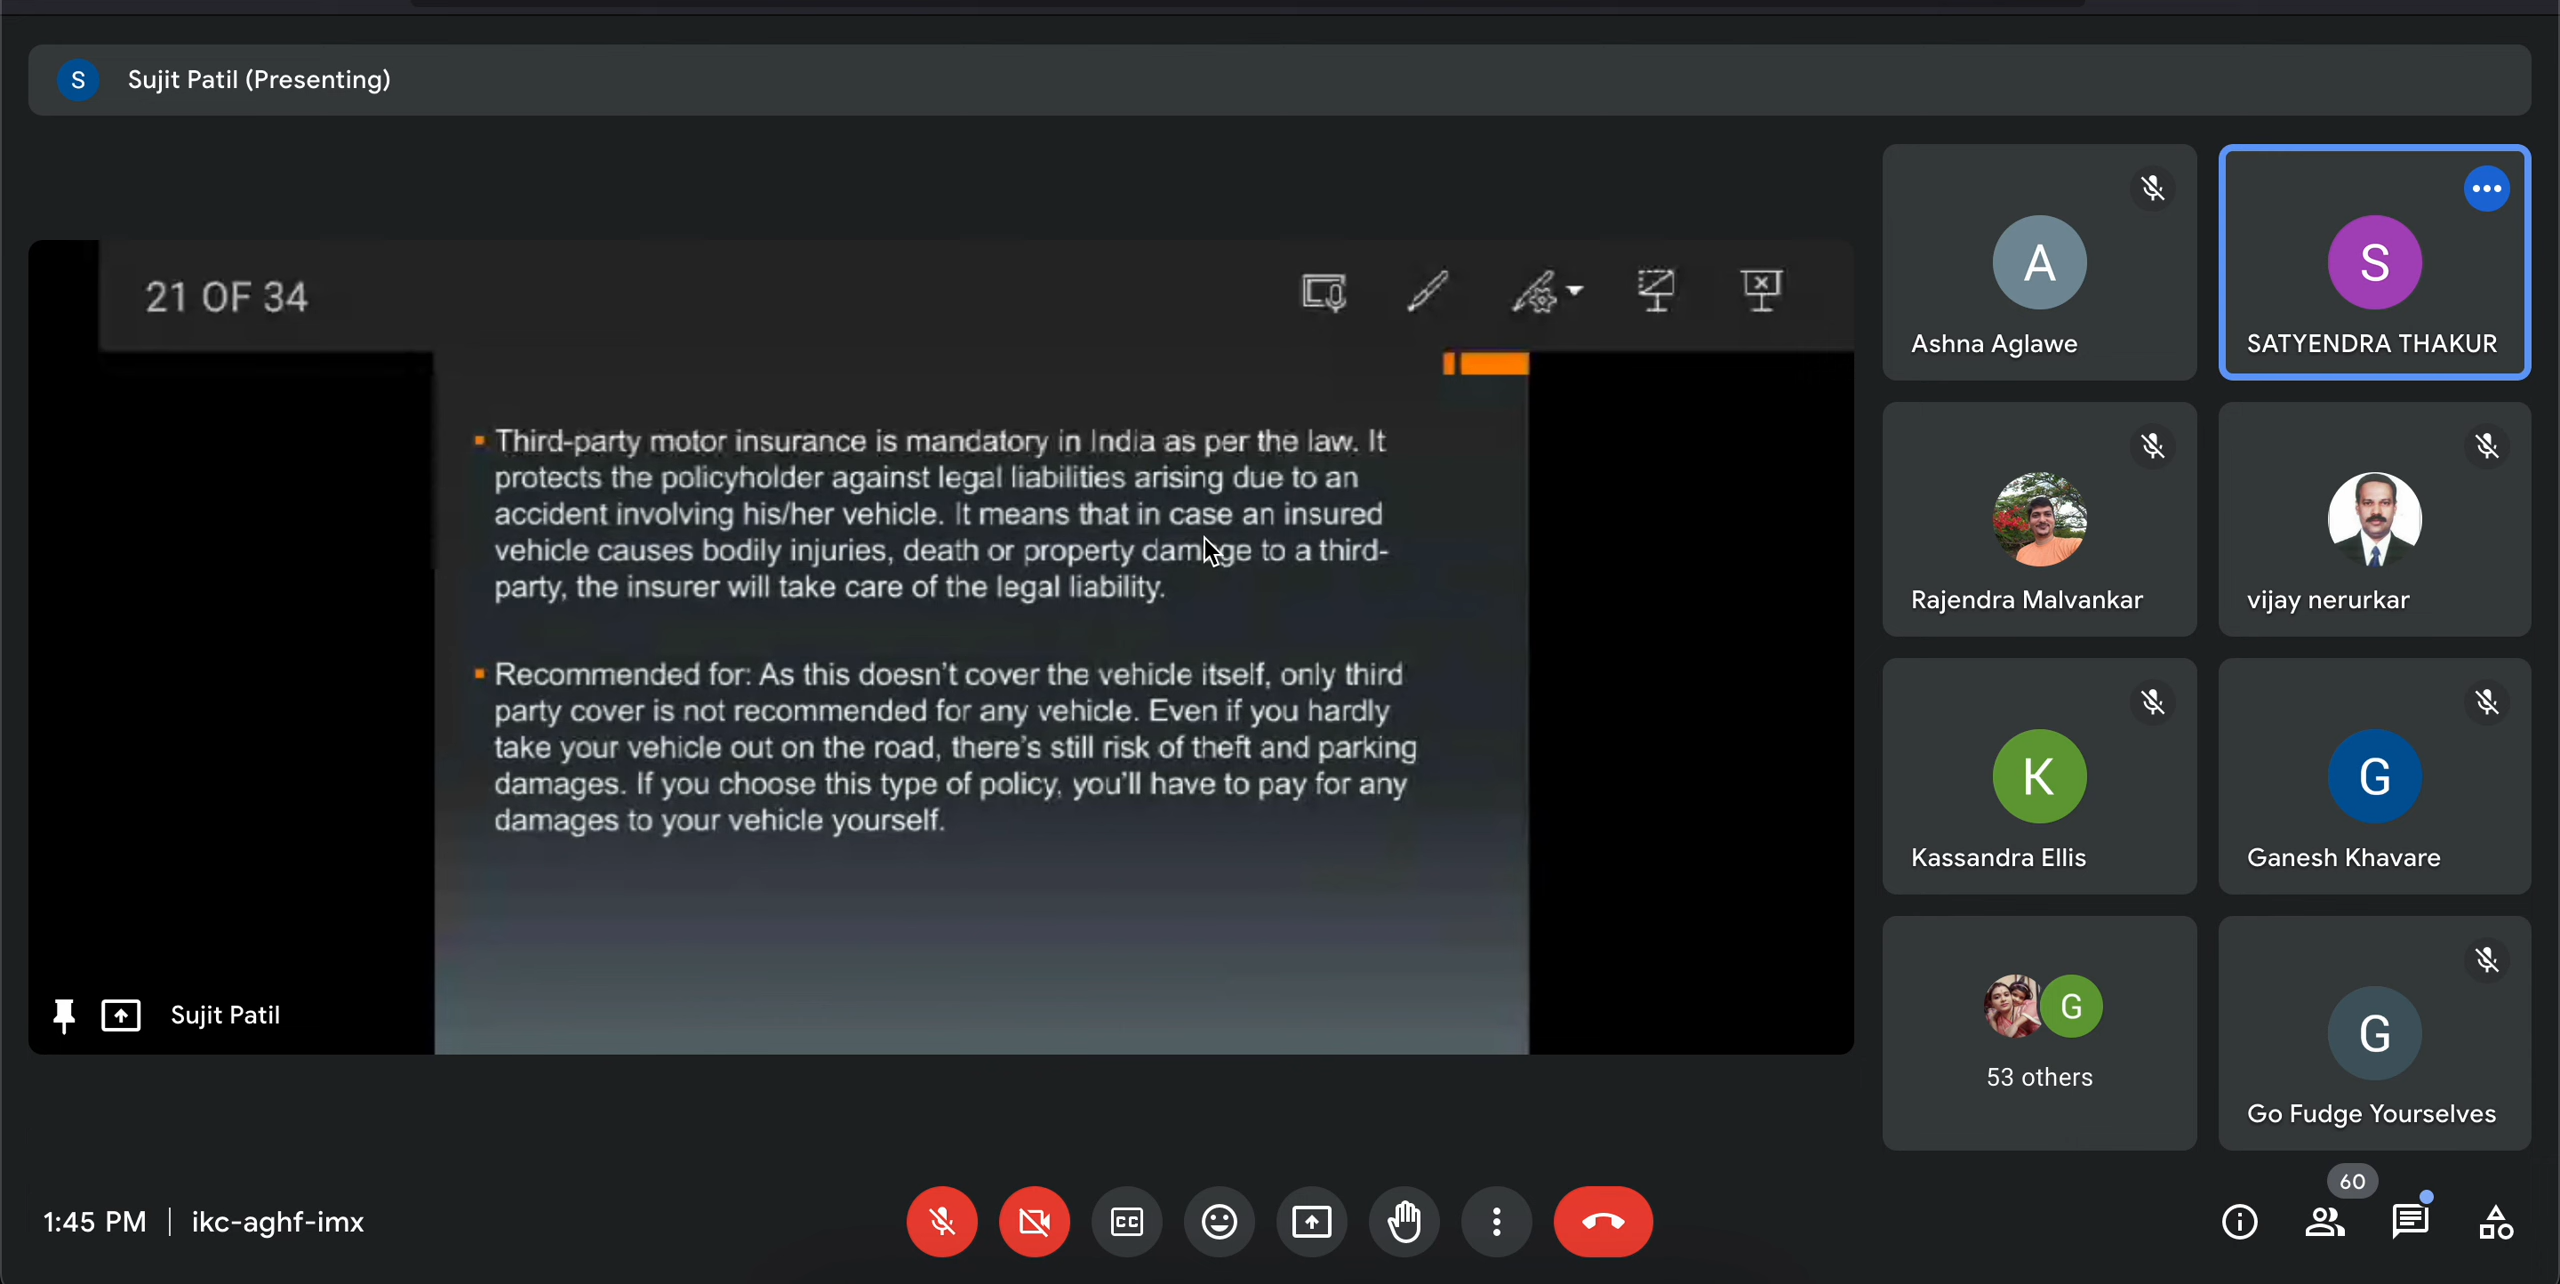 S
Sujit Patil (Presenting)
21 OF 34
Third-party motor insurance is mandatory in India as per the law. It
protects the policyholder against legal liabilities arising due to an
accident involving his/her vehicle. It means that in case an insured
vehicle causes bodily injuries, death or property damage to a third-
party, the insurer will take care of the legal liability.
Recommended for: As this doesn't cover the vehicle itself, only third
party cover is not recommended for any vehicle. Even if you hardly
take your vehicle out on the road, there's still risk of theft and parking
damages. If you choose this type of policy, you'll have to pay for any
damages to your vehicle yourself.
Sujit Patil
A
Ashna Aglawe
S
SATYENDRA THAKUR
Rajendra Malvankar
vijay nerurkar
K
Kassandra Ellis
G
Ganesh Khavare
G
53 others
G
Go Fudge Yourselves
1:45 PM | ikc-aghf-imx
CC
60